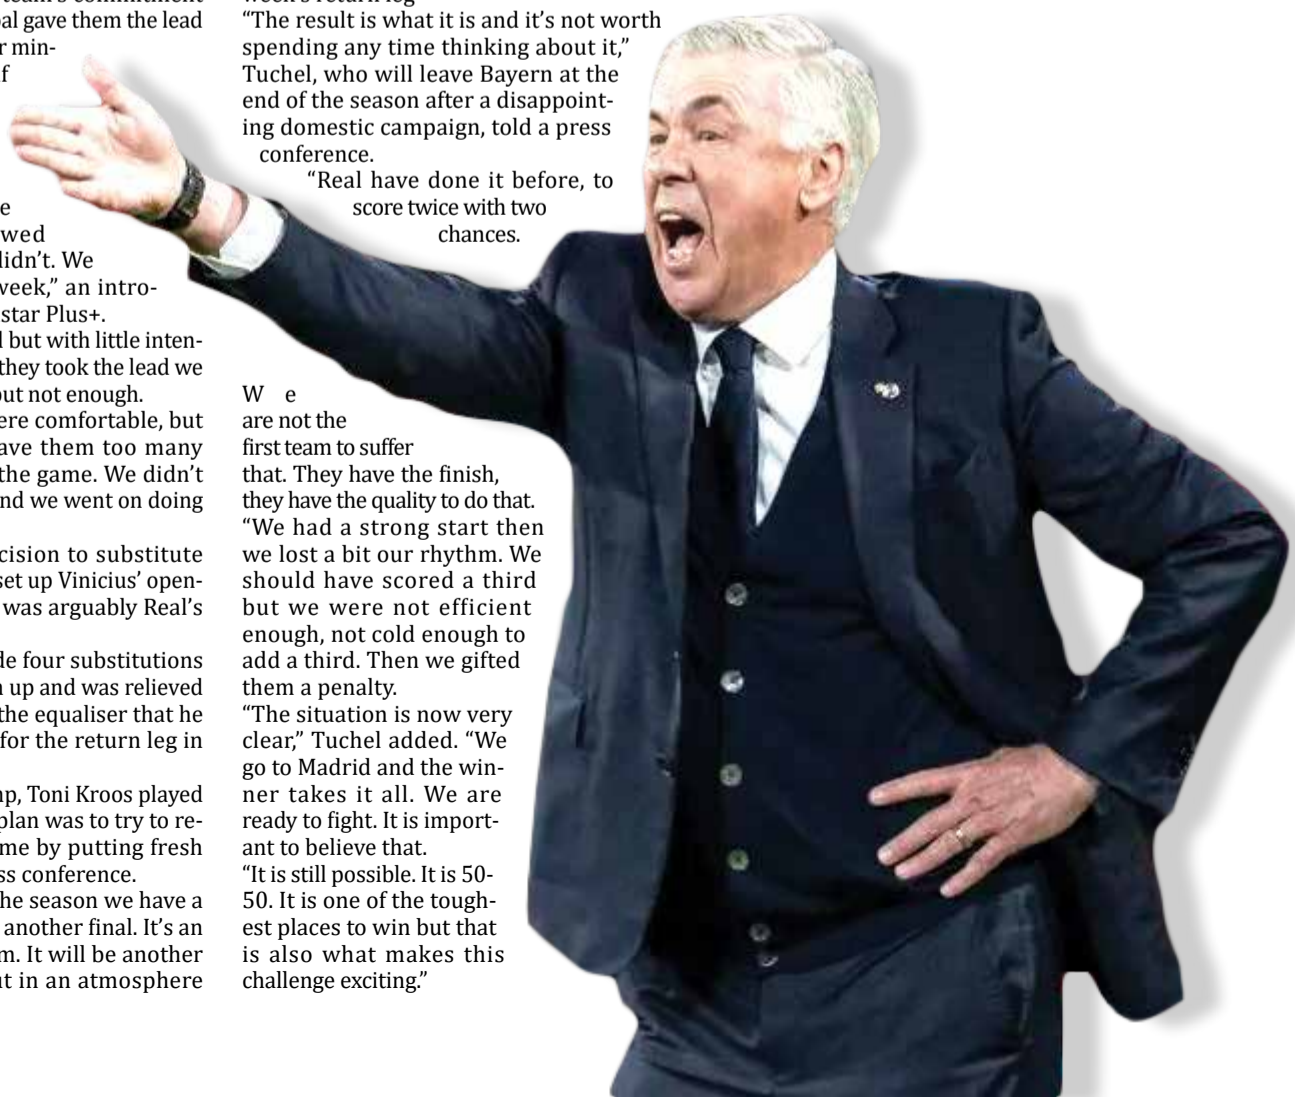 pal gave them the lead
r min-
f
e
wed
didn't. We
week,” an intro-
star Plus+.
l but with little inten-
they took the lead we
but not enough.
ere comfortable, but
ave them too many
the game. We didn't
nd we went on doing
cision to substitute
set up Vinicius’ open-
was arguably Real’s
de four substitutions
n up and was relieved
the equaliser that he
for the return leg in
mp, Toni Kroos played
plan was to try to re-
me by putting fresh
ss conference.
he season we have a
another final. It’s an
m. It will be another
ut in an atmosphere
week's return leg
“The result is what it is and it’s not worth
spending any time thinking about it,”
Tuchel, who will leave Bayern at the
end of the season after a disappoint-
ing domestic campaign, told a press
conference.
“Real have done it before, to
score twice with two
chances.
W e
are not the
first team to suffer
that. They have the finish,
they have the quality to do that.
“We had a strong start then
we lost a bit our rhythm. We
should have scored a third
but we were not efficient
enough, not cold enough to
add a third. Then we gifted
them a penalty.
“The situation is now very
clear,” Tuchel added. “We
go to Madrid and the win-
ner takes it all. We are
ready to fight. It is import-
ant to believe that.
“It is still possible. It is 50-
50. It is one of the tough-
est places to win but that
is also what makes this
challenge exciting.”